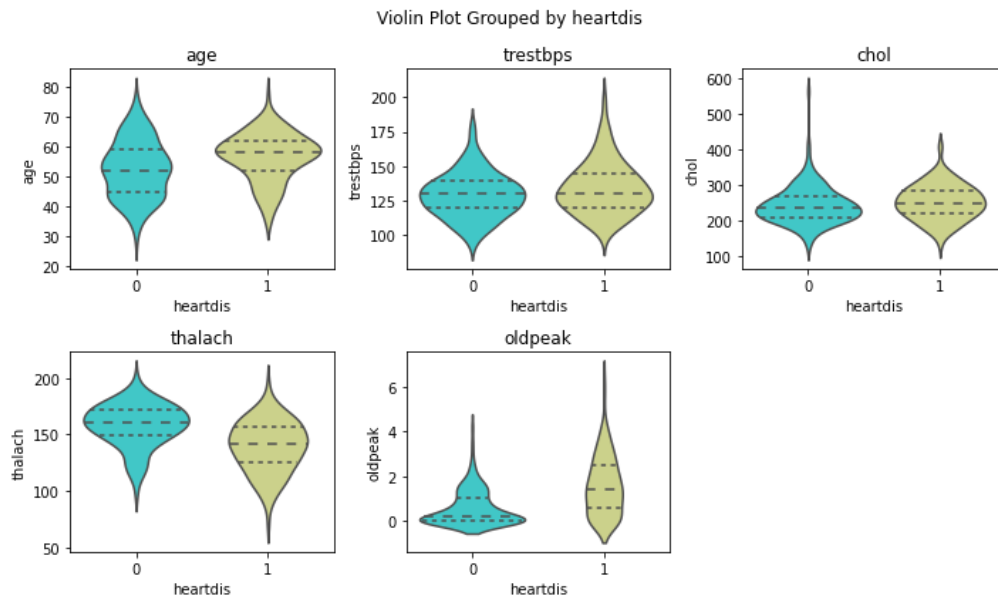 Violin Plot Grouped by heartdis
age
80
70
60
50
40
30
20
age
0
1
heartdis
trestbps
200
175
150
125
100
trestbps
0
1
heartdis
chol
600
500
400
300
200
100
chol
0
1
heartdis
thalach
200
150
100
50
thalach
0
1
heartdis
oldpeak
6
4
2
0
oldpeak
0
1
heartdis